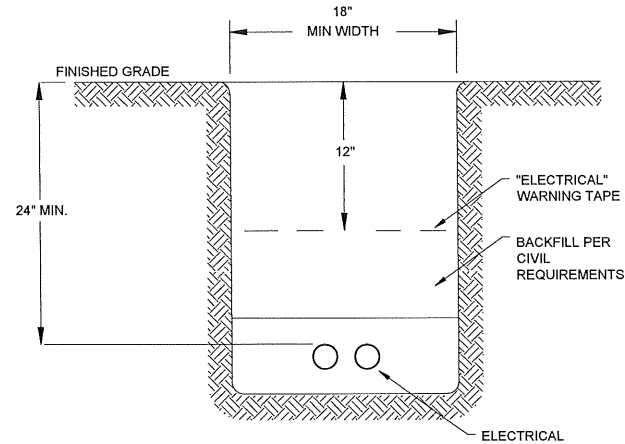 18"
MIN WIDTH
FINISHED GRADE
12"
24" MIN.
"ELECTRICAL"
WARNING TAPE
BACKFILL PER
CIVIL
REQUIREMENTS
ELECTRICAL